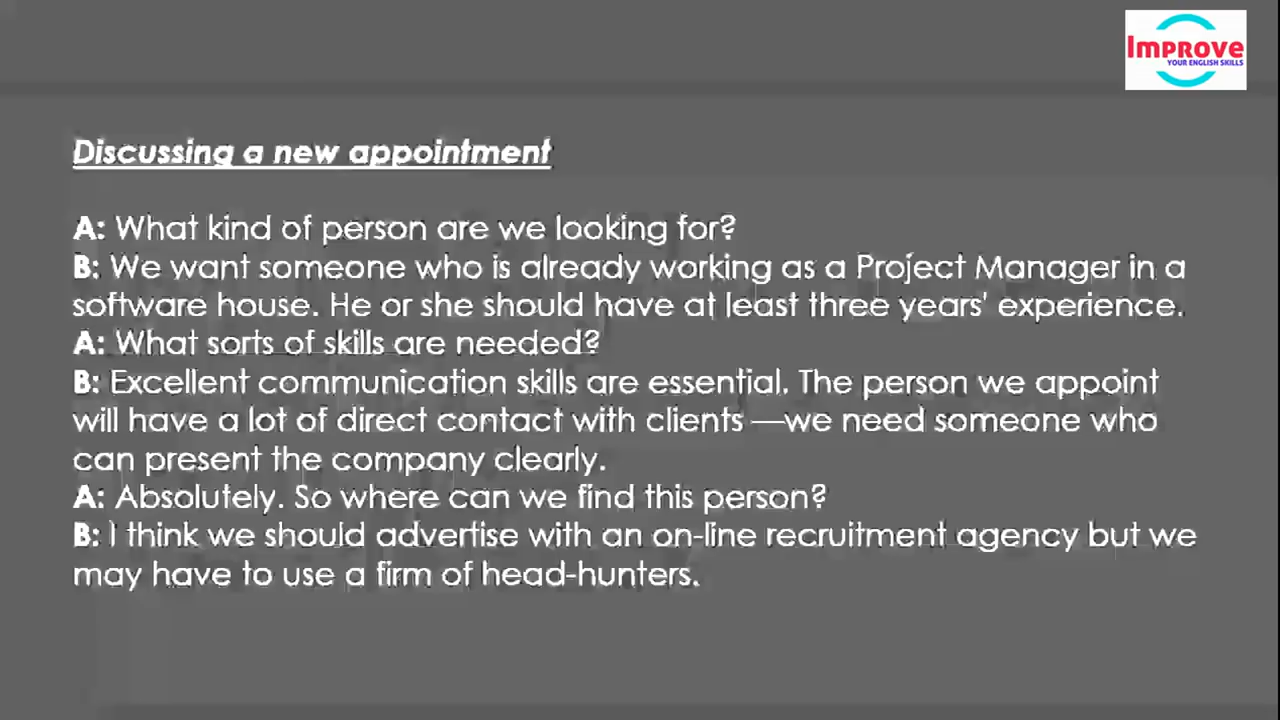 Improve
YOUR ENGLISH SKILLS
Discussing a new appointment
A: What kind of person are we looking for?
B: We want someone who is already working as a Project Manager in a
software house. He or she should have at least three years' experience.
A: What sorts of skills are needed?
B: Excellent communication skills are essential. The person we appoint
will have a lot of direct contact with clients —we need someone who
can present the company clearly.
A: Absolutely. So where can we find this person?
B: I think we should advertise with an on-line recruitment agency but we
may have to use a firm of head-hunters.